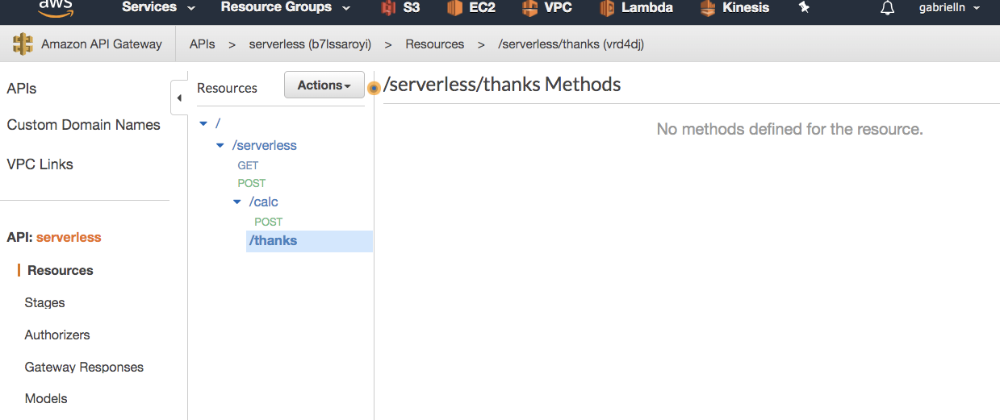 aws Services Resource Groups S3 EC2 VPC Lambda Kinesis gabrielln
Amazon API Gateway APIs > serverless (b7lssaroyi) > Resources > /serverless/thanks (vrd4dj)
APIs
Custom Domain Names
VPC Links
API: serverless
Resources
Stages
Authorizers
Gateway Responses
Models
Resources Actions
/
/serverless
GET
POST
/calc
POST
/thanks
/serverless/thanks Methods
No methods defined for the resource.